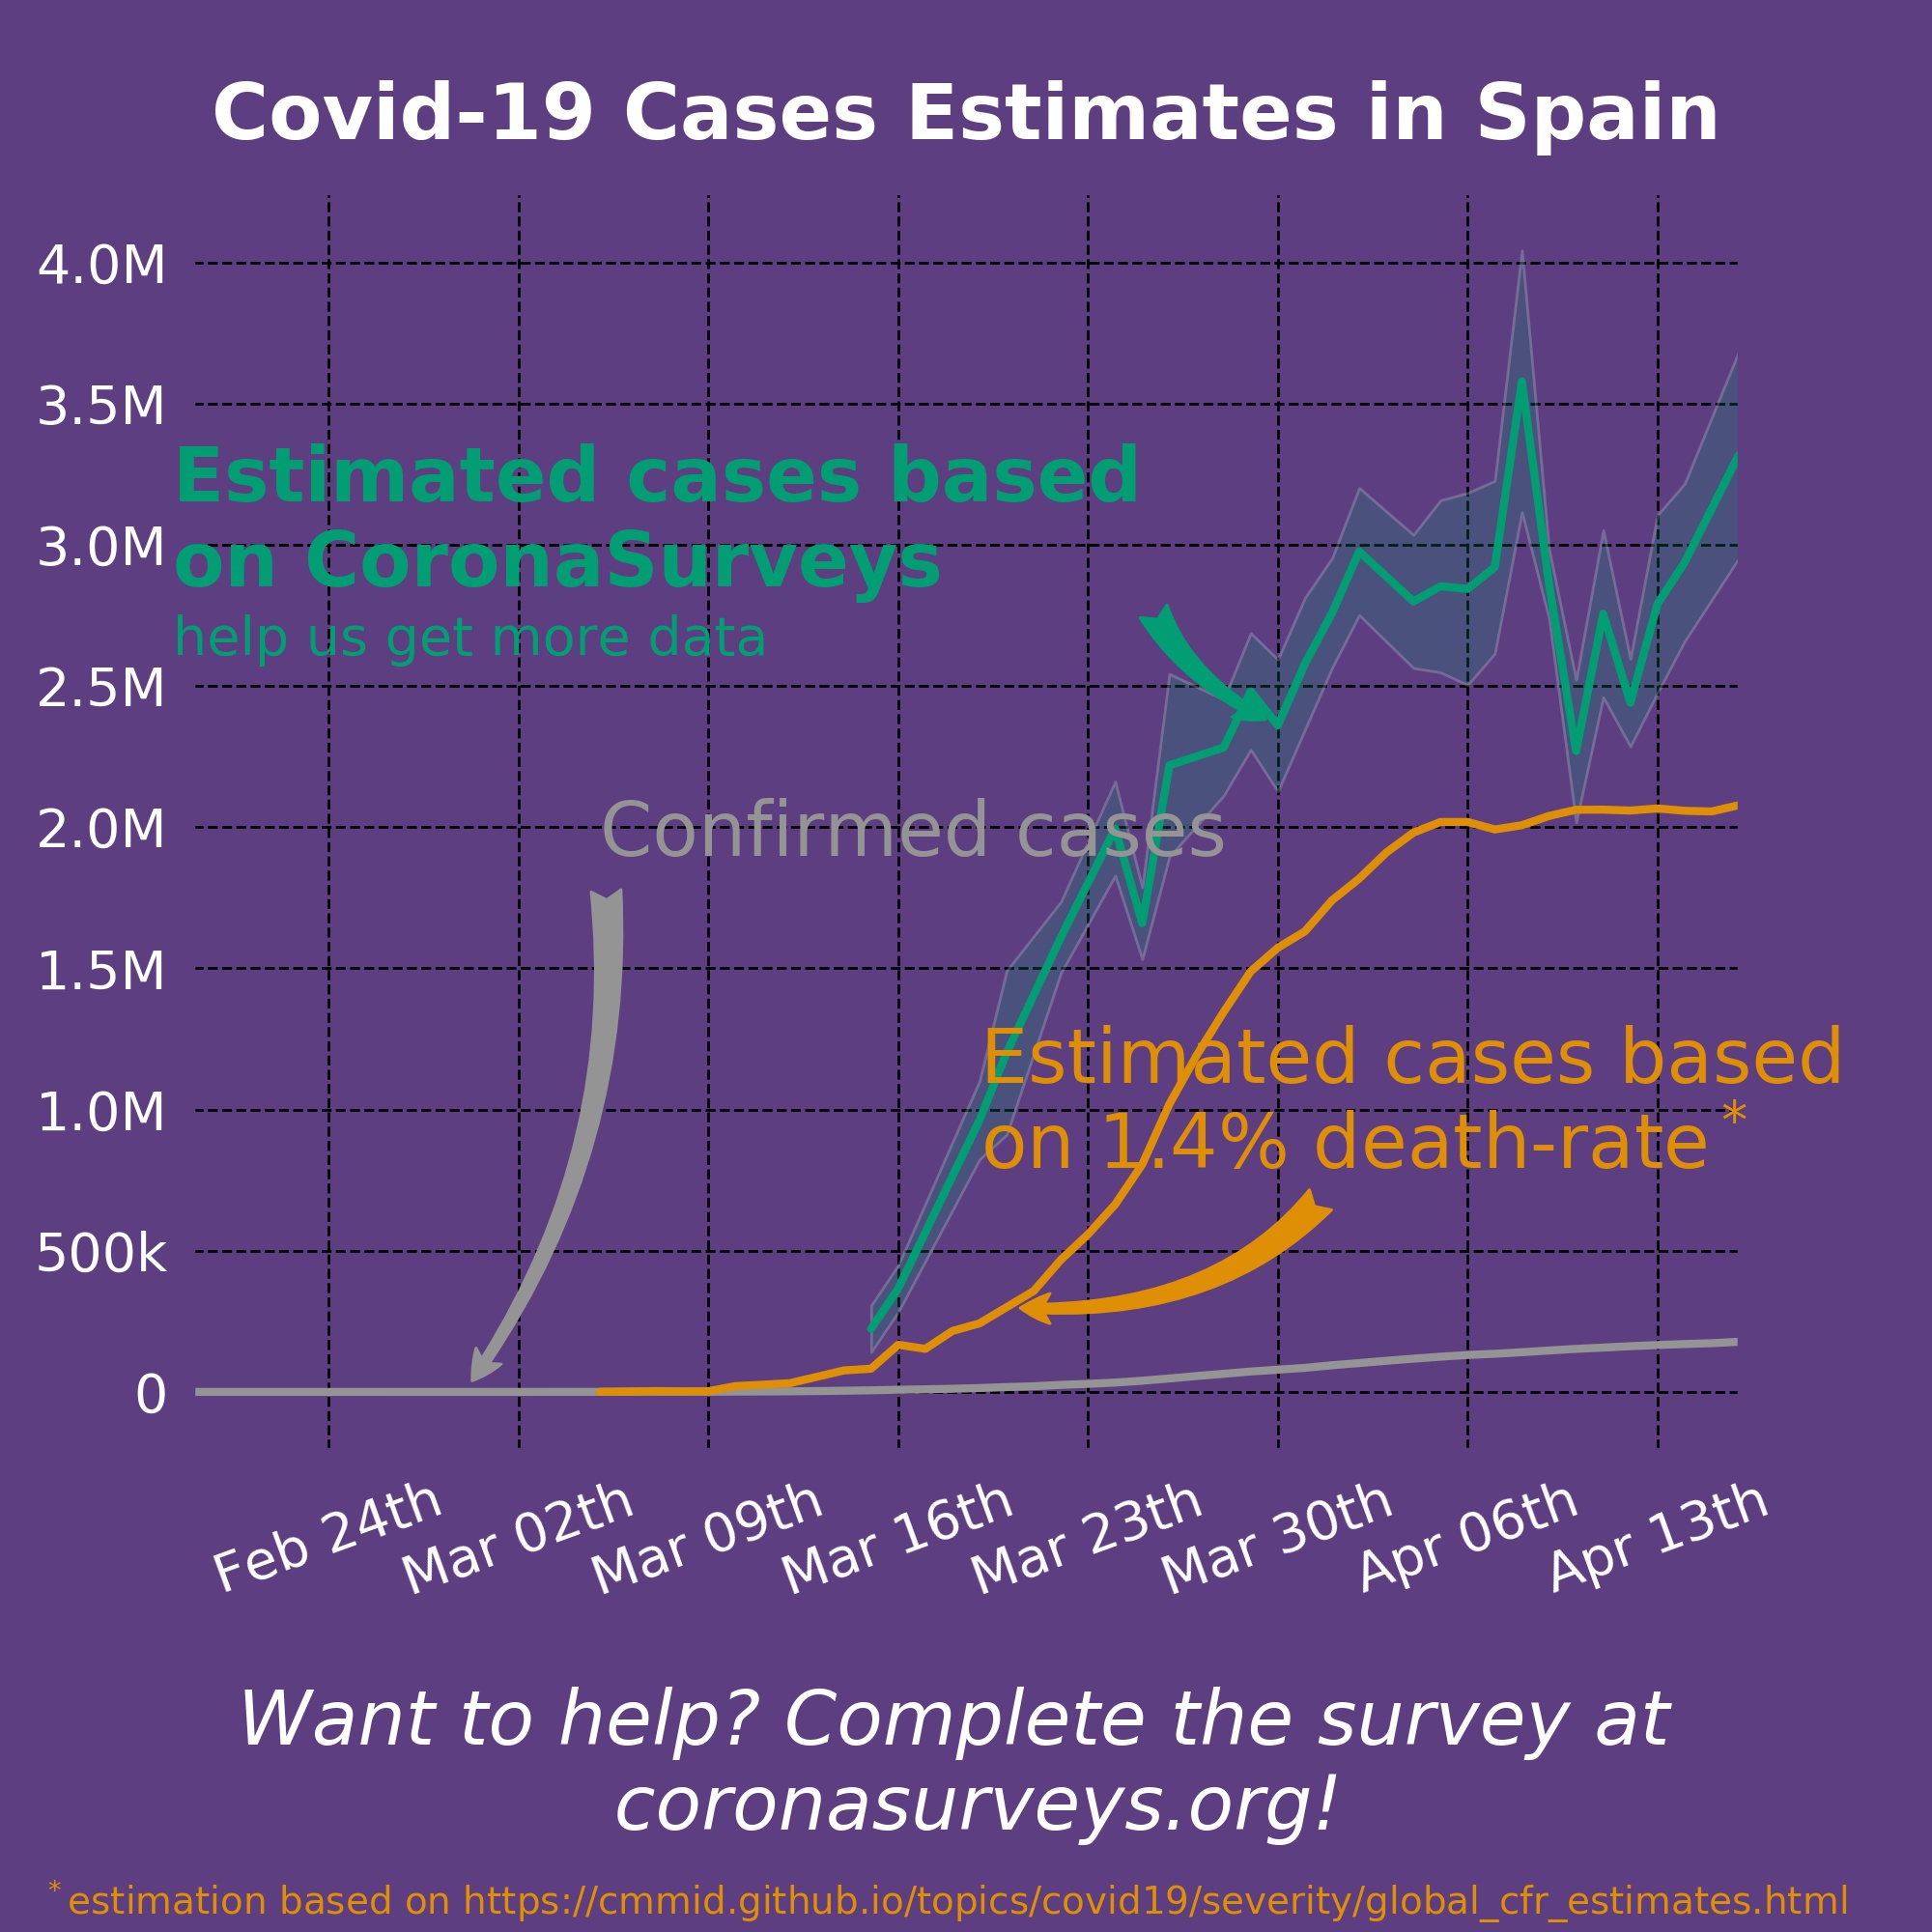 Covid-19 Cases Estimates in Spain
4.0M
3.5M
Estimated cases based
3.0M
on CoronaSurveys
help us get more data
2.5M
2.0M
Confirmed cases
1.5M
Estimated cases based
1.0M
on 1.4% death-rate*
500k
0
Feb 24th
Mar 02th
Mar 09th
Mar 16th
Mar 23th
Mar 30th
Apr 06th
Apr 13th
Want to help? Complete the survey at
coronasurveys.org!
*estimation based on https://cmmid.github.io/topics/covid19/severity/global_cfr_estimates.html